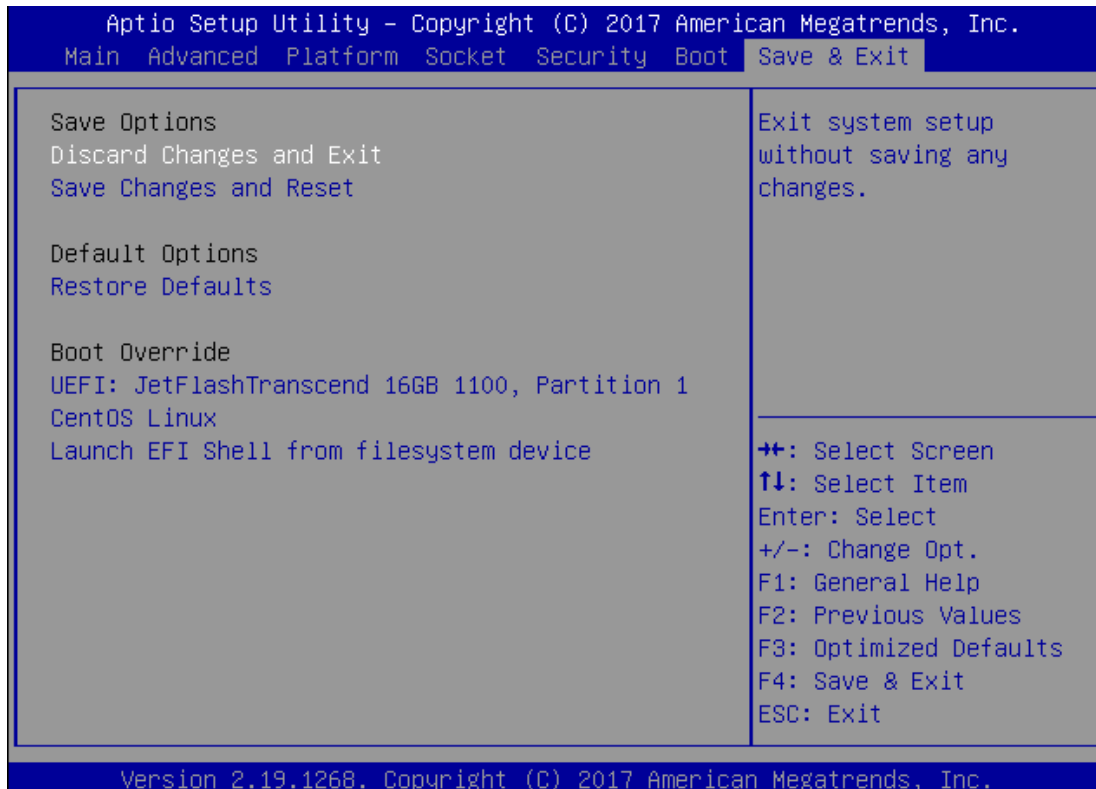 Aptio Setup Utility – Copyright (C) 2017 American Megatrends, Inc.
Main Advanced Platform Socket Security Boot Save & Exit
Save Options
Discard Changes and Exit
Save Changes and Reset
Default Options
Restore Defaults
Boot Override
UEFI: JetFlashTranscend 16GB 1100, Partition 1
CentOS Linux
Launch EFI Shell from filesystem device
Exit system setup
without saving any
changes.
→←: Select Screen
↑↓: Select Item
Enter: Select
+/-: Change Opt.
F1: General Help
F2: Previous Values
F3: Optimized Defaults
F4: Save & Exit
ESC: Exit
Version 2.19.1268. Copyright (C) 2017 American Megatrends, Inc.